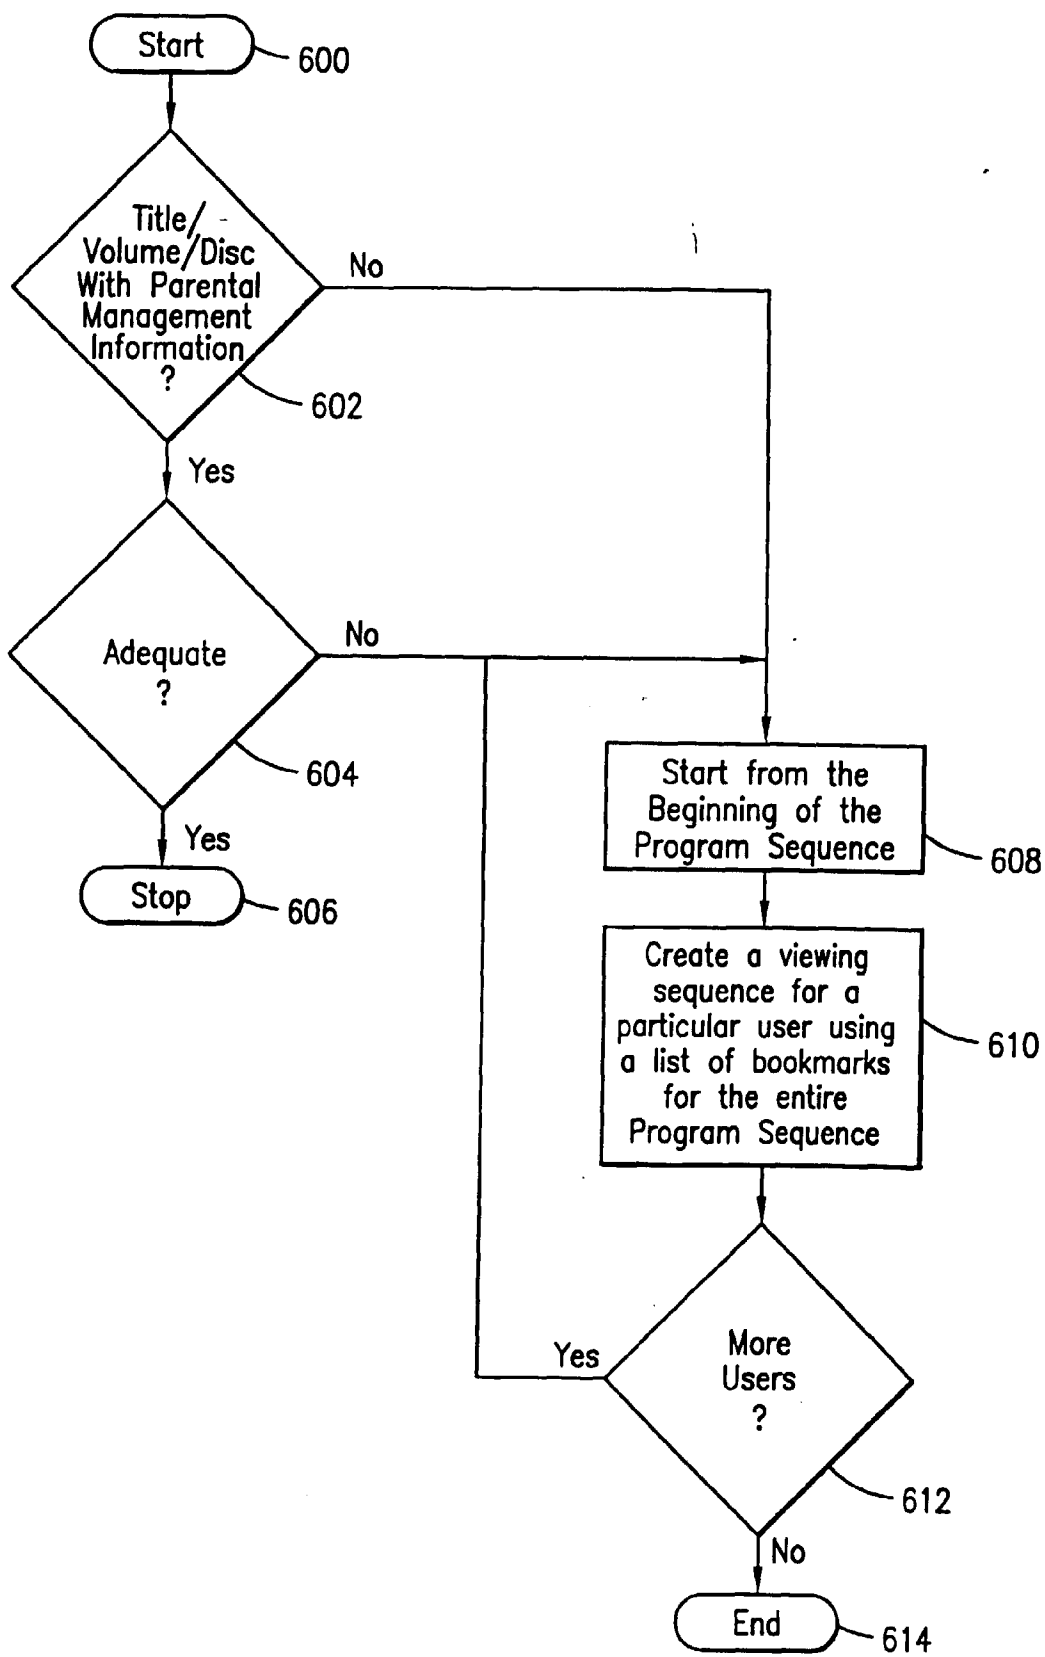 Start
600
Title/
Volume/Disc
With Parental
Management
Information
?
No
602
Yes
Adequate
?
No
604
Yes
Stop
606
Start from the
Beginning of the
Program Sequence
608
Create a viewing
sequence for a
particular user using
a list of bookmarks
for the entire
Program Sequence
610
More
Users
?
Yes
612
No
End
614